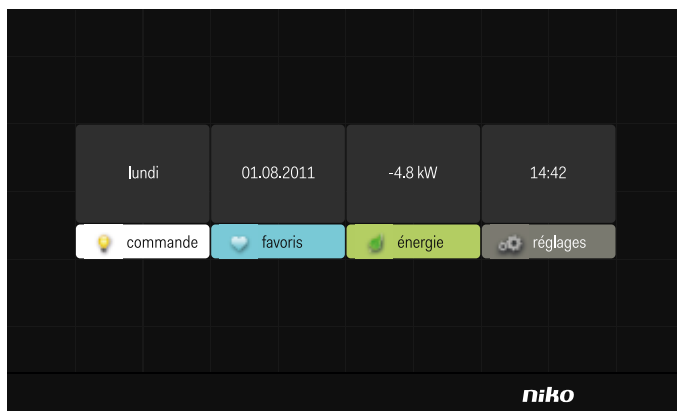 lundi 01.08.2011 -4.8 kW 14:42
commande favoris énergie réglages
niko